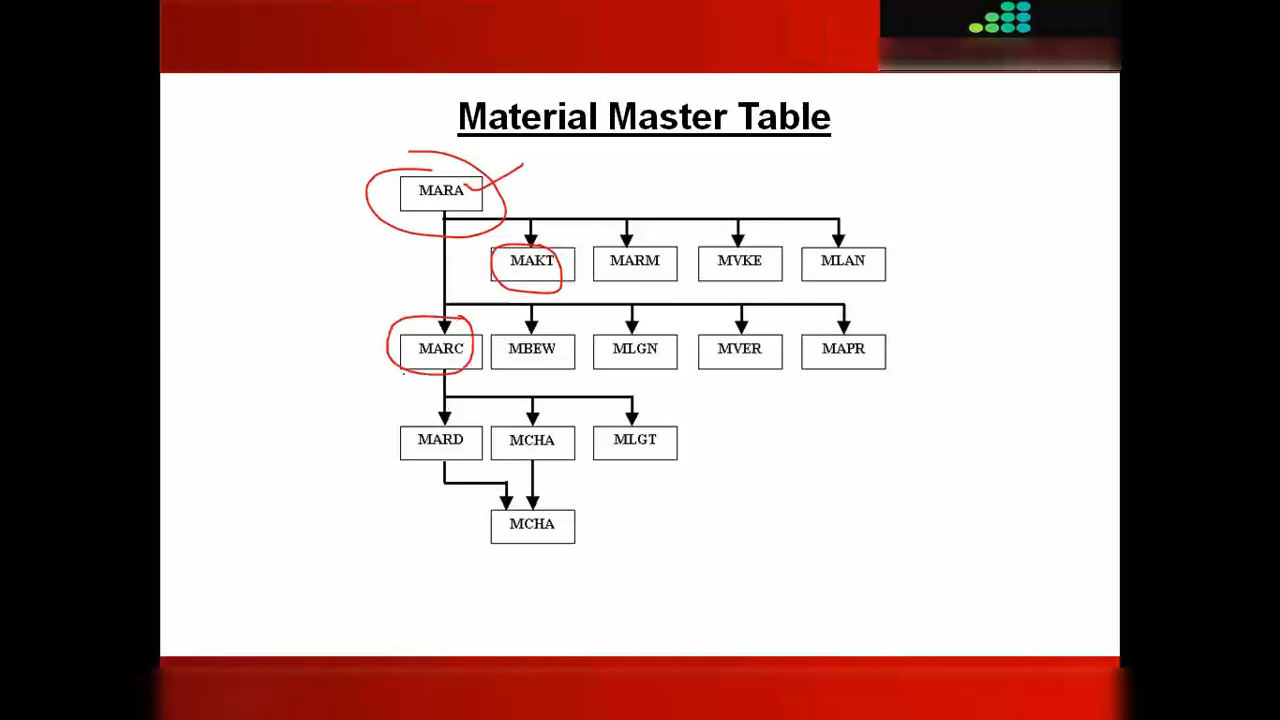 Material Master Table
MARA
MAKT MARM MVKE MLAN
MARC MBEW MLGN MVER MAPR
MARD MCHA MLGT
MCHA